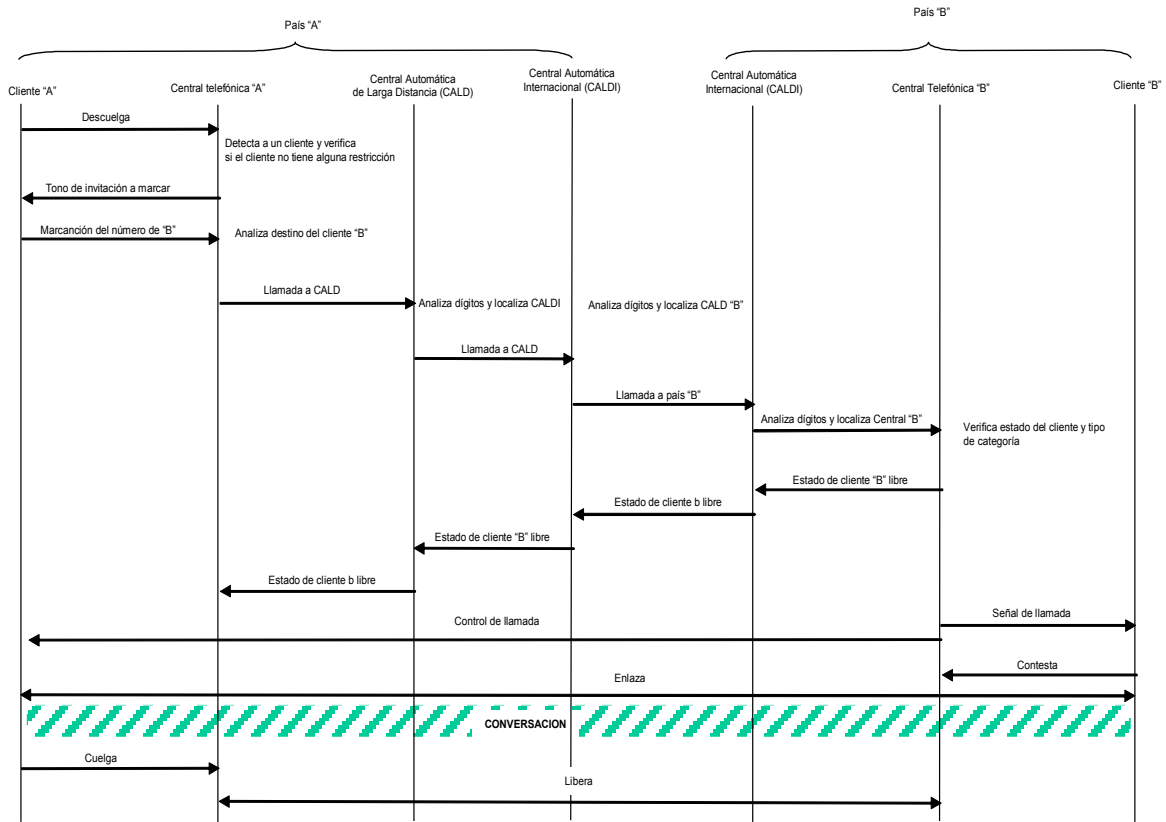 País “A”
País “B”
Cliente “A”
Central telefónica “A”
Central Automática
de Larga Distancia (CALD)
Central Automática
Internacional (CALDI)
Central Automática
Internacional (CALDI)
Central Telefónica “B”
Cliente “B”
Descuelga
Detecta a un cliente y verifica
si el cliente no tiene alguna restricción
Tono de invitación a marcar
Marcanción del número de “B”
Analiza destino del cliente “B”
Llamada a CALD
Analiza dígitos y localiza CALDI
Analiza dígitos y localiza CALD “B”
Llamada a CALD
Llamada a país “B”
Analiza dígitos y localiza Central “B”
Verifica estado del cliente y tipo
de categoría
Estado de cliente “B” libre
Estado de cliente b libre
Estado de cliente “B” libre
Estado de cliente b libre
Señal de llamada
Control de llamada
Contesta
Enlaza
CONVERSACION
Cuelga
Libera